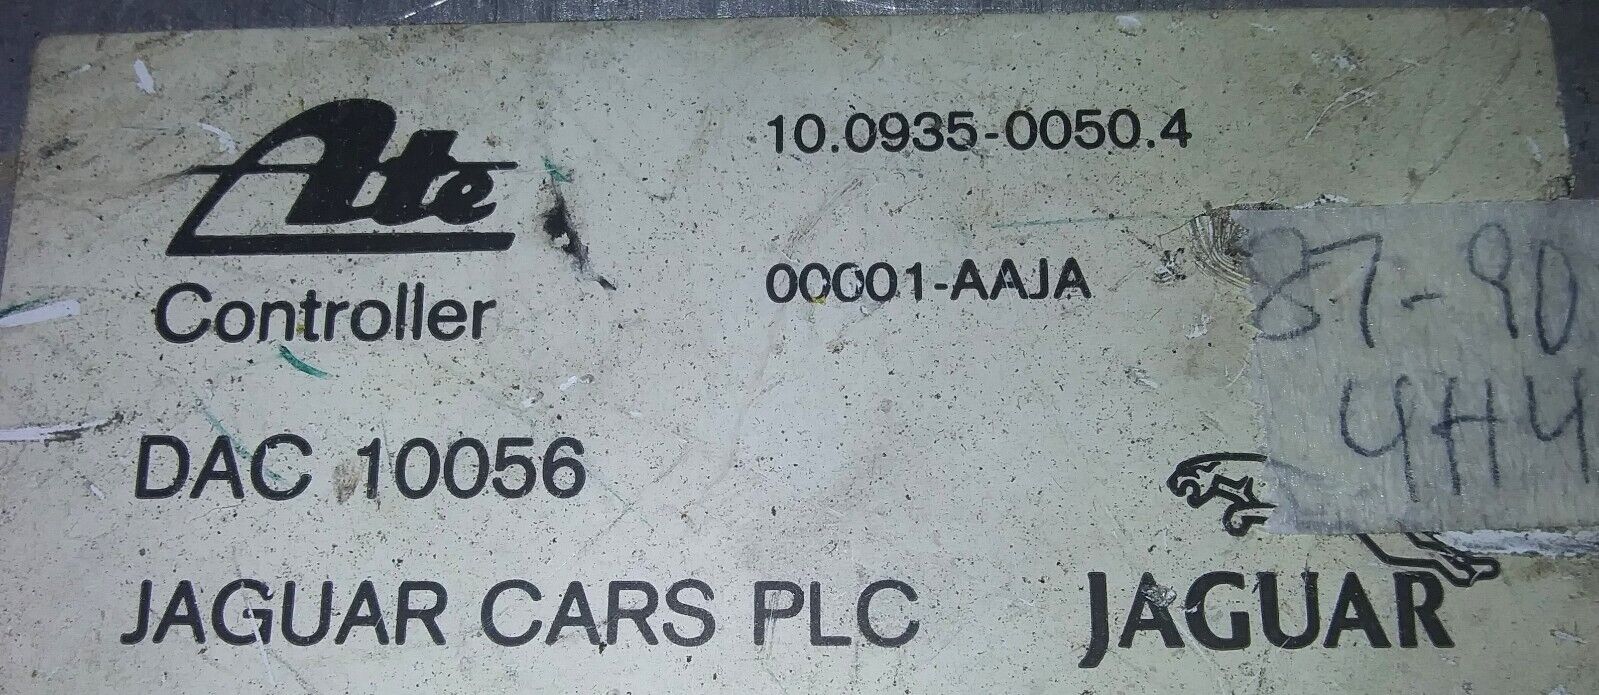 Ate
10.0935-0050.4
Controller
00001-AAJA
87-90
4H4
DAC 10056
JAGUAR CARS PLC
JAGUAR